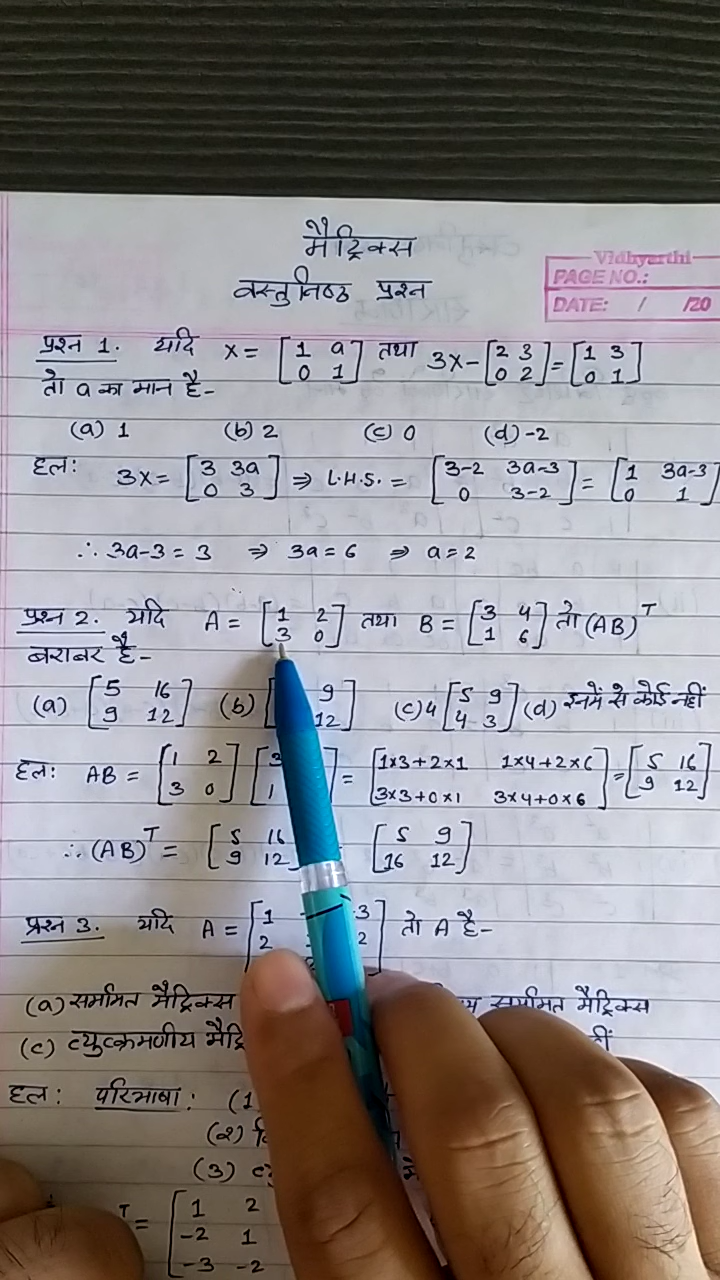 मैट्रिक्स
वस्तुनिष्ठ प्रश्न
Vidhyarthi
PAGE NO.:
DATE: / /20
प्रश्न 1. यदि x = [1 a; 0 1] तथा 3x - [2 3; 0 2] = [1 3; 0 1]
तो a का मान है-
(a) 1 (b) 2 (c) 0 (d) -2
हल: 3x = [3 3a; 0 3] ⇒ L.H.S. = [3-2 3a-3; 0 3-2] = [1 3a-3; 0 1]
∴ 3a-3 = 3 ⇒ 3a = 6 ⇒ a = 2
प्रश्न 2. यदि A = [1 2; 3 0] तथा B = [3 4; 1 6] तो (AB)^T
बराबर है-
(a) [5 16; 9 12] (b) [ 9; 12] (c) 4 [5 9; 4 3] (d) इनमें से कोई नहीं
हल: AB = [1 2; 3 0] [3 ; 1 ] = [1×3+2×1 1×4+2×6; 3×3+0×1 3×4+0×6] = [5 16; 9 12]
∴ (AB)^T = [5 16; 9 12] [5 9; 16 12]
प्रश्न 3. यदि A = [1 3; 2 2] तो A है-
(a) सममित मैट्रिक्स सममित मैट्रिक्स
(c) व्युत्क्रमणीय
हल: परिभाषा: (1
(2)
(3)
T = [1 2; -2 1; -3 -2]